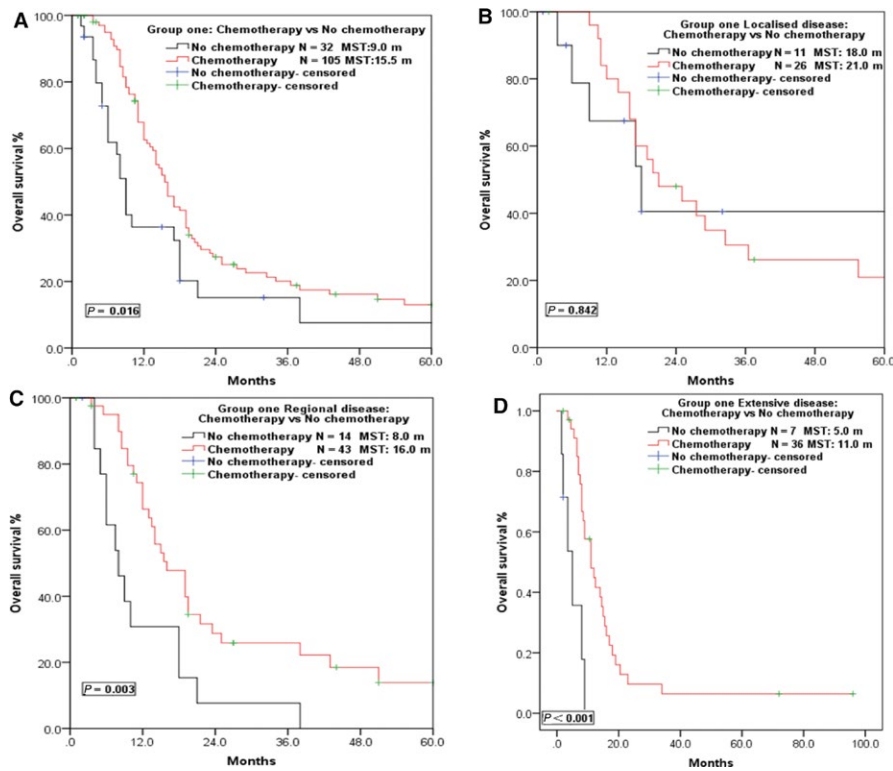 A
Group one: Chemotherapy vs No chemotherapy
No chemotherapy N = 32 MST:9.0 m
Chemotherapy N = 105 MST:15.5 m
No chemotherapy- censored
Chemotherapy- censored
Overall survival %
100.0
80.0
60.0
40.0
20.0
.0
P = 0.016
.0 12.0 24.0 36.0 48.0 60.0
Months
B
Group one Localised disease:
Chemotherapy vs No chemotherapy
No chemotherapy N = 11 MST: 18.0 m
Chemotherapy N = 26 MST: 21.0 m
No chemotherapy- censored
Chemotherapy- censored
Overall survival %
100.0
80.0
60.0
40.0
20.0
0.0
P = 0.842
.0 12.0 24.0 36.0 48.0 60.0
Months
C
Group one Regional disease:
Chemotherapy vs No chemotherapy
No chemotherapy N = 14 MST: 8.0 m
Chemotherapy N = 43 MST: 16.0 m
No chemotherapy- censored
Chemotherapy- censored
Overall survival %
100.0
80.0
60.0
40.0
20.0
.0
P = 0.003
.0 12.0 24.0 36.0 48.0 60.0
Months
D
Group one Extensive disease:
Chemotherapy vs No chemotherapy
No chemotherapy N = 7 MST: 5.0 m
Chemotherapy N = 36 MST: 11.0 m
No chemotherapy- censored
Chemotherapy- censored
Overall survival %
1.0
0.8
0.6
0.4
0.2
0.0
P < 0.001
.0 20.0 40.0 60.0 80.0 100.0
Months